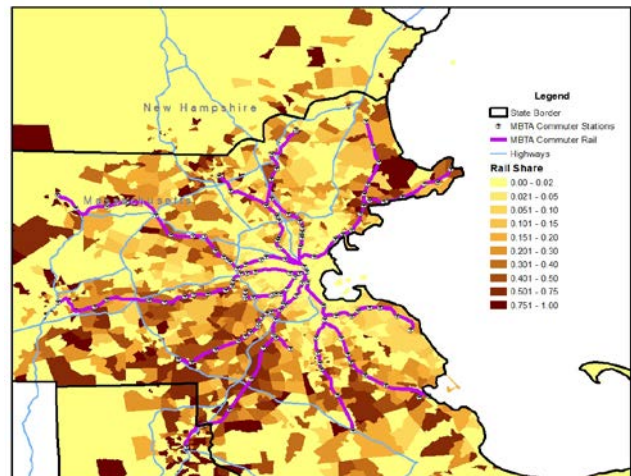 New Hampshire
Massachusetts
Legend
State Border
MBTA Commuter Stations
MBTA Commuter Rail
Highways
Rail Share
0.00 - 0.02
0.021 - 0.05
0.051 - 0.10
0.101 - 0.15
0.151 - 0.20
0.201 - 0.30
0.301 - 0.40
0.401 - 0.50
0.501 - 0.75
0.751 - 1.00